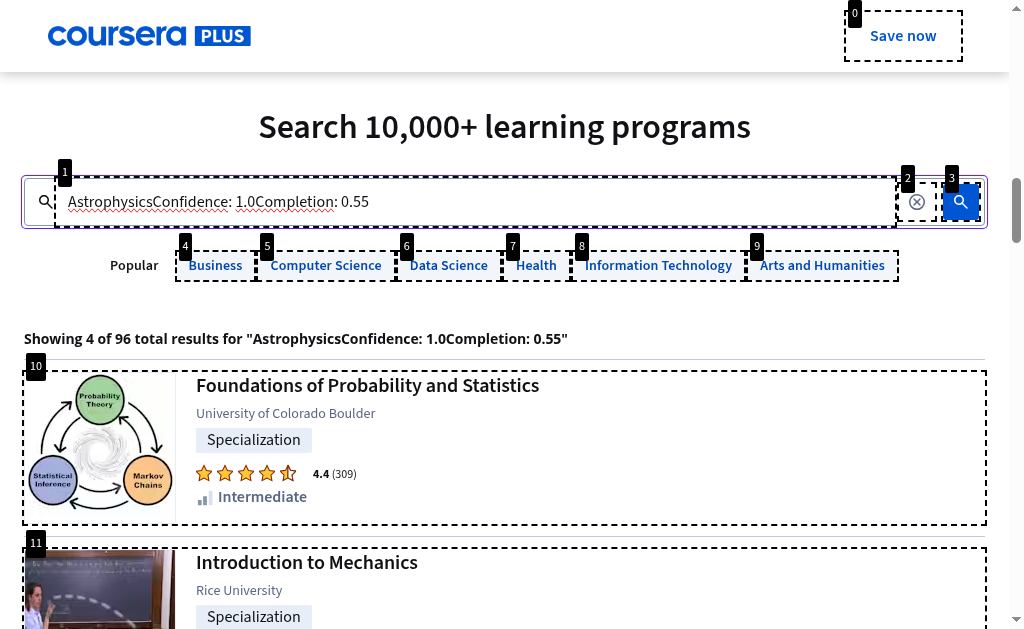 coursera PLUS
0
Save now
Search 10,000+ learning programs
1
2
3
AstrophysicsConfidence: 1.0Completion: 0.55
4
5
6
7
8
9
Popular
Business
Computer Science
Data Science
Health
Information Technology
Arts and Humanities
Showing 4 of 96 total results for "AstrophysicsConfidence: 1.0Completion: 0.55"
10
Probability Theory
Statistical Inference
Markov Chains
Foundations of Probability and Statistics
University of Colorado Boulder
Specialization
4.4 (309)
Intermediate
11
Introduction to Mechanics
Rice University
Specialization